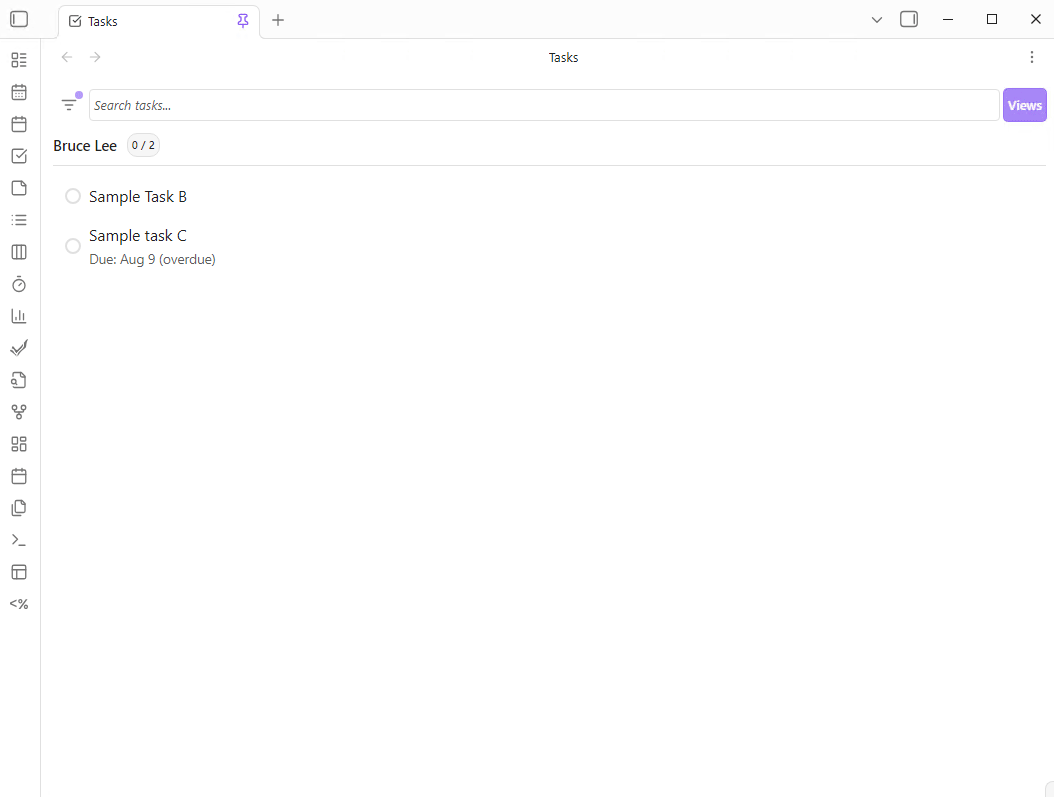 Tasks
Tasks
Search tasks...
Views
Bruce Lee 0 / 2
Sample Task B
Sample task C
Due: Aug 9 (overdue)
<%